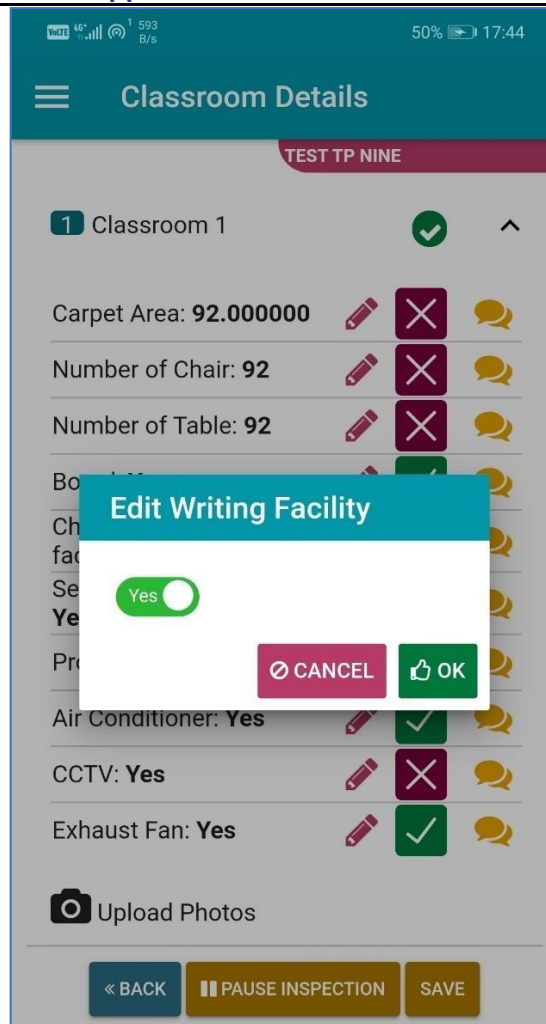 VoLTE 4G+ 1 593 B/s 50% 17:44
Classroom Details
TEST TP NINE
1 Classroom 1
Carpet Area: 92.000000
Number of Chair: 92
Number of Table: 92
Edit Writing Facility
Yes
CANCEL OK
Air Conditioner: Yes
CCTV: Yes
Exhaust Fan: Yes
Upload Photos
« BACK PAUSE INSPECTION SAVE